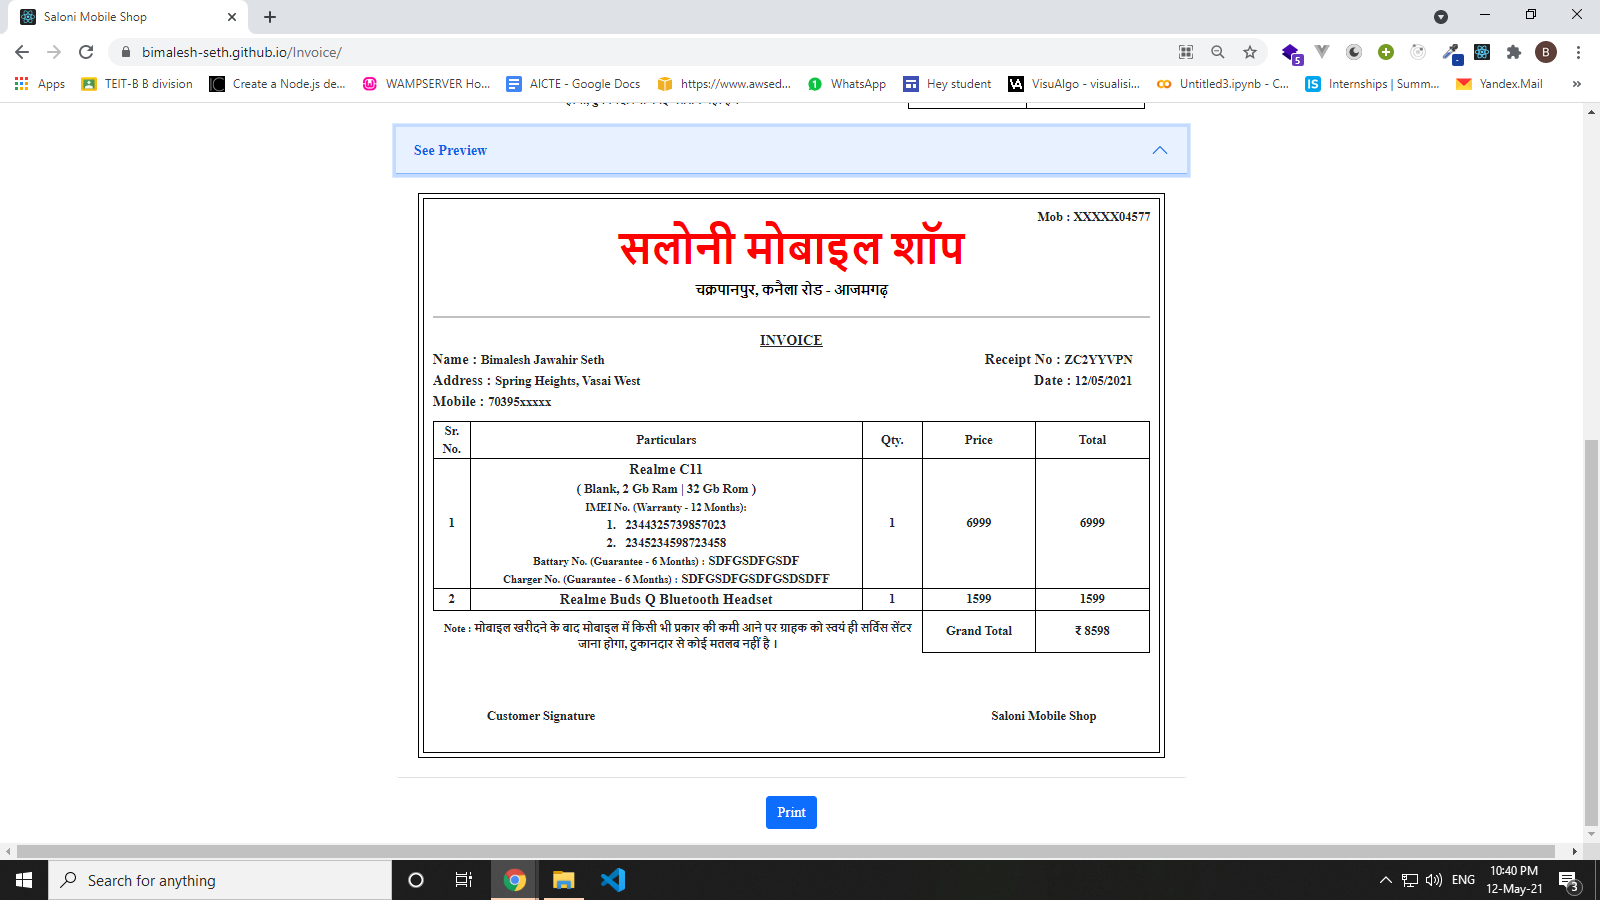 Saloni Mobile Shop
bimalesh-seth.github.io/Invoice/
5
B
Apps
TEIT-B B division
Create a Node.js de...
WAMPSERVER Ho...
AICTE - Google Docs
https://www.awsed...
1
WhatsApp
Hey student
VisuAlgo - visualisi...
Untitled3.ipynb - C...
Internships | Summ...
Yandex.Mail
»
See Preview
Mob : XXXXX04577
सलोनी मोबाइल शॉप
चक्रपानपुर, कनैला रोड - आजमगढ़
INVOICE
Name : Bimalesh Jawahir Seth Receipt No : ZC2YYVPN
Address : Spring Heights, Vasai West Date : 12/05/2021
Mobile : 70395xxxxx
Sr. No. Particulars Qty. Price Total
Realme C11
( Blank, 2 Gb Ram | 32 Gb Rom )
IMEI No. (Warranty - 12 Months):
1 1. 2344325739857023 1 6999 6999
2. 2345234598723458
Battary No. (Guarantee - 6 Months) : SDFGSDFGSDF
Charger No. (Guarantee - 6 Months) : SDFGSDFGSDFGSDSDFF
2 Realme Buds Q Bluetooth Headset 1 1599 1599
Note : मोबाइल खरीदने के बाद मोबाइल में किसी भी प्रकार की कमी आने पर ग्राहक को स्वयं ही सर्विस सेंटर
जाना होगा, दुकानदार से कोई मतलब नहीं है ।
Grand Total ₹ 8598
Customer Signature Saloni Mobile Shop
Print
Search for anything
ENG
10:40 PM
12-May-21
3